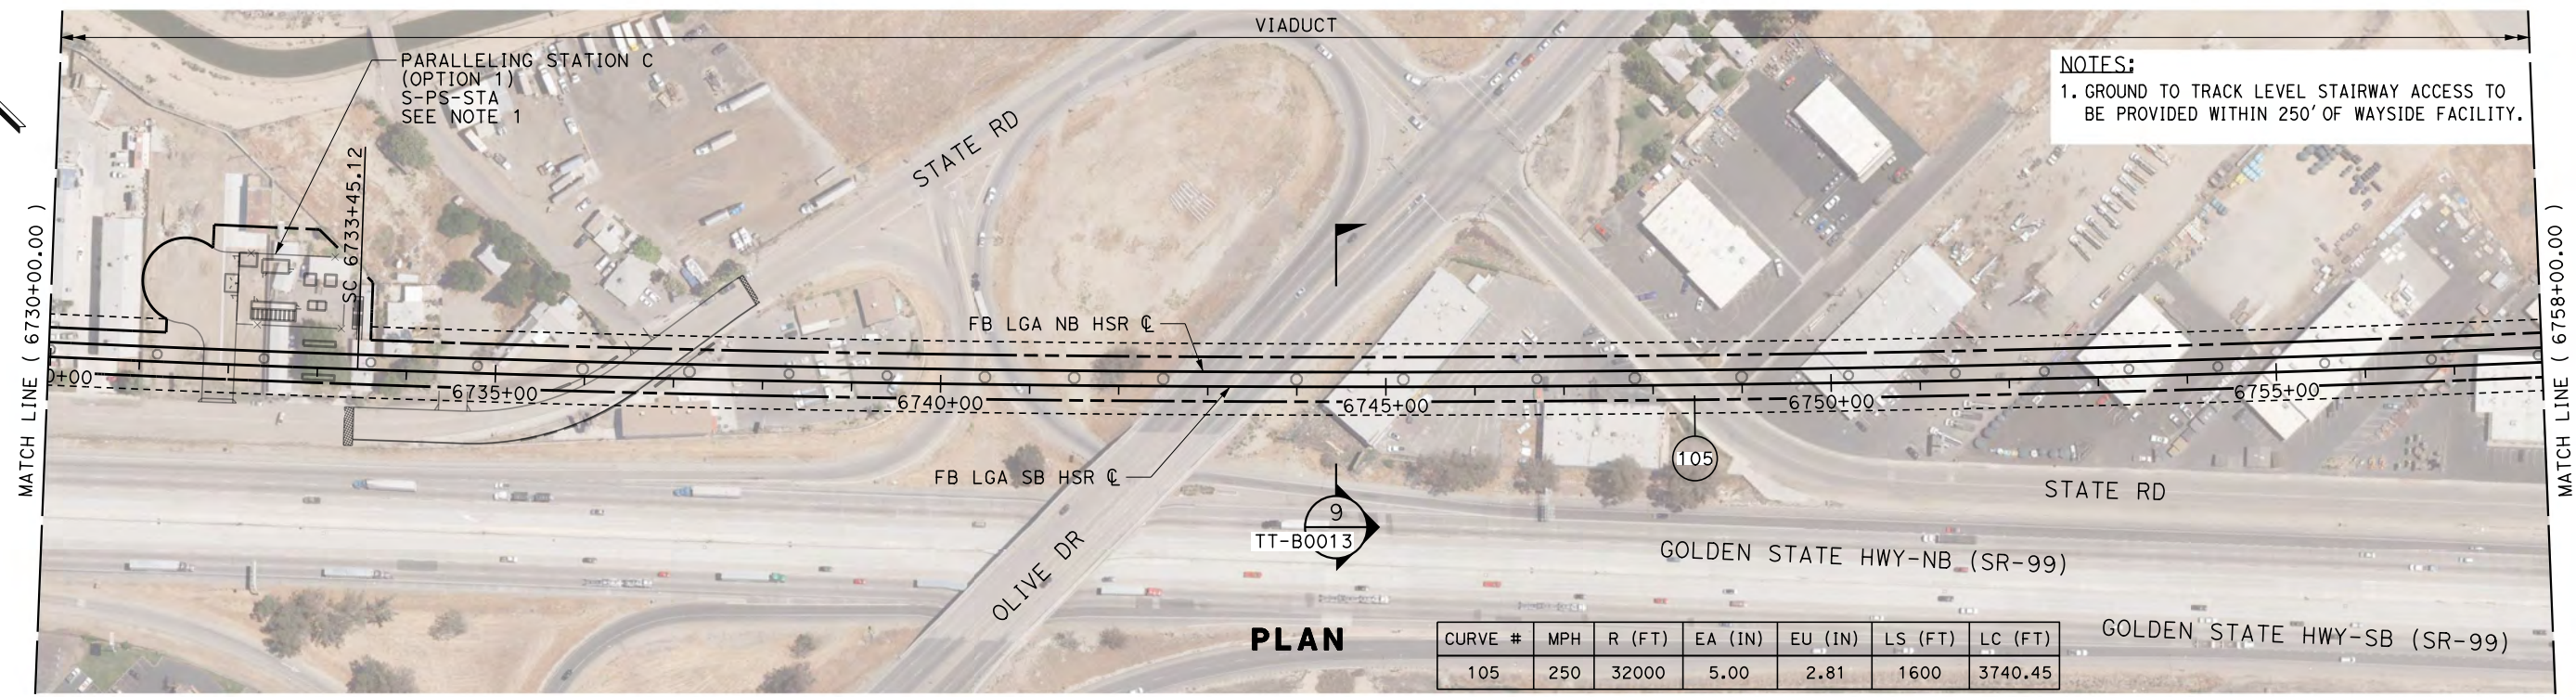 VIADUCT
PARALLELING STATION C
(OPTION 1)
S-PS-STA
SEE NOTE 1
NOTES:
1. GROUND TO TRACK LEVEL STAIRWAY ACCESS TO
BE PROVIDED WITHIN 250' OF WAYSIDE FACILITY.
STATE RD
SC 6733+45.12
MATCH LINE ( 6730+00.00 )
MATCH LINE ( 6758+00.00 )
FB LGA NB HSR ℄
0+00
6735+00
6740+00
6745+00
6750+00
6755+00
FB LGA SB HSR ℄
105
STATE RD
9
TT-B0013
OLIVE DR
GOLDEN STATE HWY-NB (SR-99)
GOLDEN STATE HWY-SB (SR-99)
PLAN
CURVE # MPH R (FT) EA (IN) EU (IN) LS (FT) LC (FT)
105 250 32000 5.00 2.81 1600 3740.45